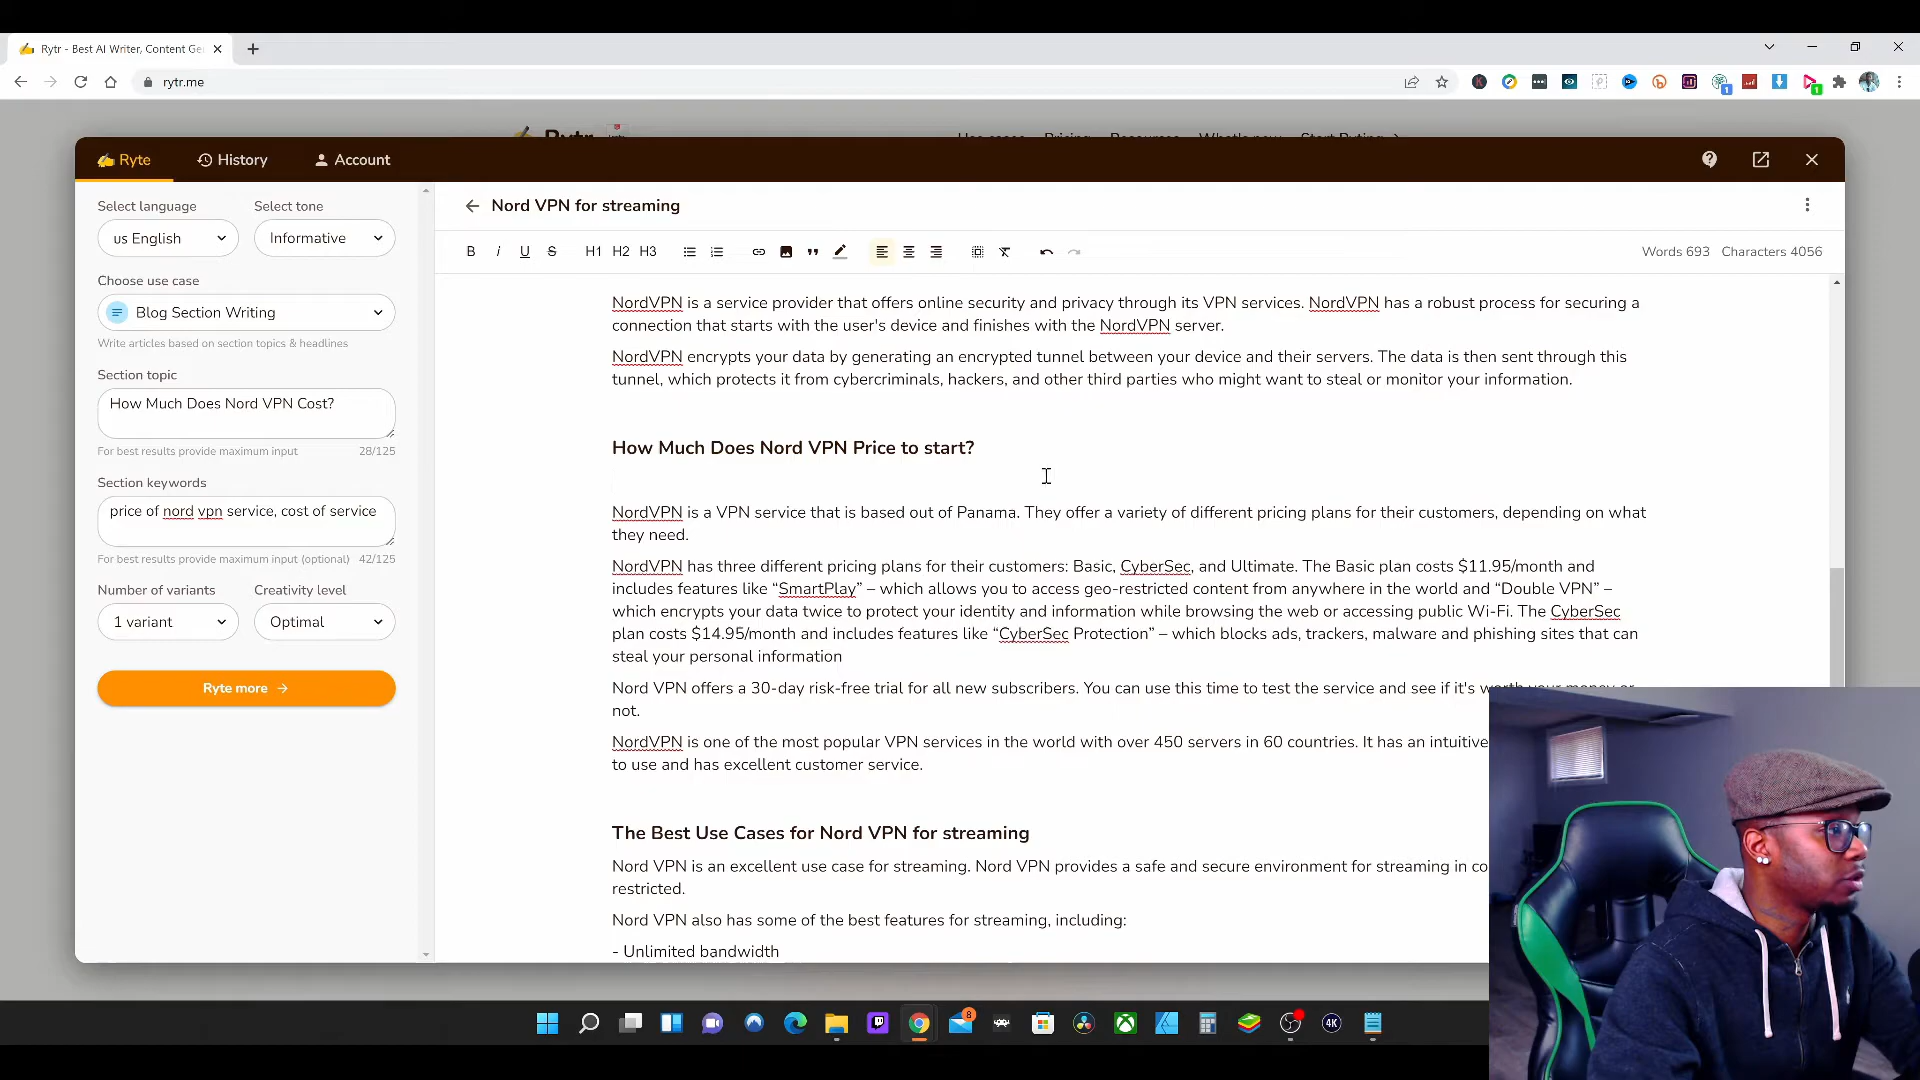 Rytr - Best AI Writer, Content Ge
rytr.me
Rytr
Use cases Pricing Resources What's new Start Ryting
Ryte
History
Account
Select language
Select tone
us English
Informative
Choose use case
Blog Section Writing
Write articles based on section topics & headlines
Section topic
How Much Does Nord VPN Cost?
For best results provide maximum input 28/125
Section keywords
price of nord vpn service, cost of service
For best results provide maximum input (optional) 42/125
Number of variants
Creativity level
1 variant
Optimal
Ryte more
Nord VPN for streaming
B i U S H1 H2 H3
Words 693 Characters 4056
NordVPN is a service provider that offers online security and privacy through its VPN services. NordVPN has a robust process for securing a
connection that starts with the user's device and finishes with the NordVPN server.
NordVPN encrypts your data by generating an encrypted tunnel between your device and their servers. The data is then sent through this
tunnel, which protects it from cybercriminals, hackers, and other third parties who might want to steal or monitor your information.
How Much Does Nord VPN Price to start?
NordVPN is a VPN service that is based out of Panama. They offer a variety of different pricing plans for their customers, depending on what
they need.
NordVPN has three different pricing plans for their customers: Basic, CyberSec, and Ultimate. The Basic plan costs $11.95/month and
includes features like “SmartPlay” – which allows you to access geo-restricted content from anywhere in the world and “Double VPN” –
which encrypts your data twice to protect your identity and information while browsing the web or accessing public Wi-Fi. The CyberSec
plan costs $14.95/month and includes features like “CyberSec Protection” – which blocks ads, trackers, malware and phishing sites that can
steal your personal information
Nord VPN offers a 30-day risk-free trial for all new subscribers. You can use this time to test the service and see if it's worth your money or
not.
NordVPN is one of the most popular VPN services in the world with over 450 servers in 60 countries. It has an intuitive
to use and has excellent customer service.
The Best Use Cases for Nord VPN for streaming
Nord VPN is an excellent use case for streaming. Nord VPN provides a safe and secure environment for streaming in co
restricted.
Nord VPN also has some of the best features for streaming, including:
- Unlimited bandwidth
1
1
8
4K